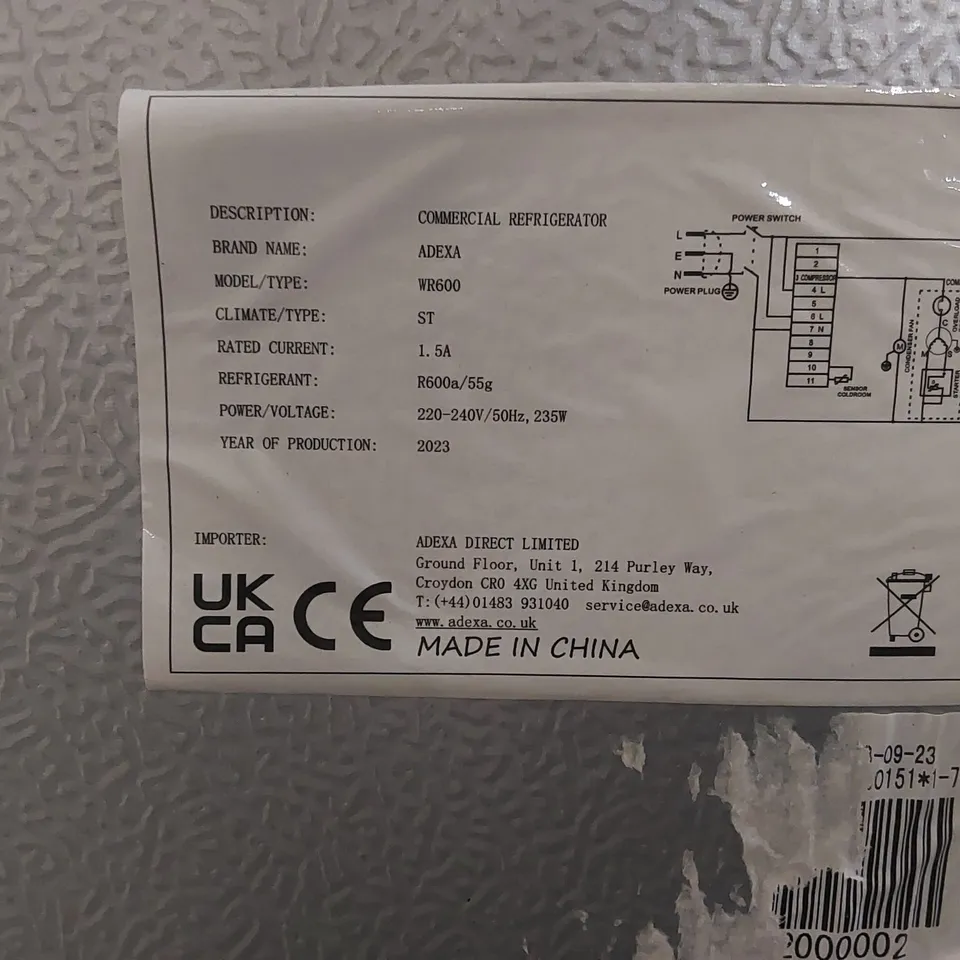 DESCRIPTION: COMMERCIAL REFRIGERATOR
BRAND NAME: ADEXA
MODEL/TYPE: WR600
CLIMATE/TYPE: ST
RATED CURRENT: 1.5A
REFRIGERANT: R600a/55g
POWER/VOLTAGE: 220-240V/50Hz, 235W
YEAR OF PRODUCTION: 2023
POWER SWITCH
L
E
N
POWER PLUG
1
2
3 COMPRESSOR
4 L
5
6 L
7 N
8
9
10
11
SENSOR
COLDROOM
M
CONDENSER FAN
C
M
S
OVERLOAD
STARTER
IMPORTER: ADEXA DIRECT LIMITED
Ground Floor, Unit 1, 214 Purley Way,
Croydon CR0 4XG United Kingdom
T:(+44)01483 931040 service@adexa.co.uk
www.adexa.co.uk
MADE IN CHINA
UK
CA
CE
-09-23
0151*1-7
2000002